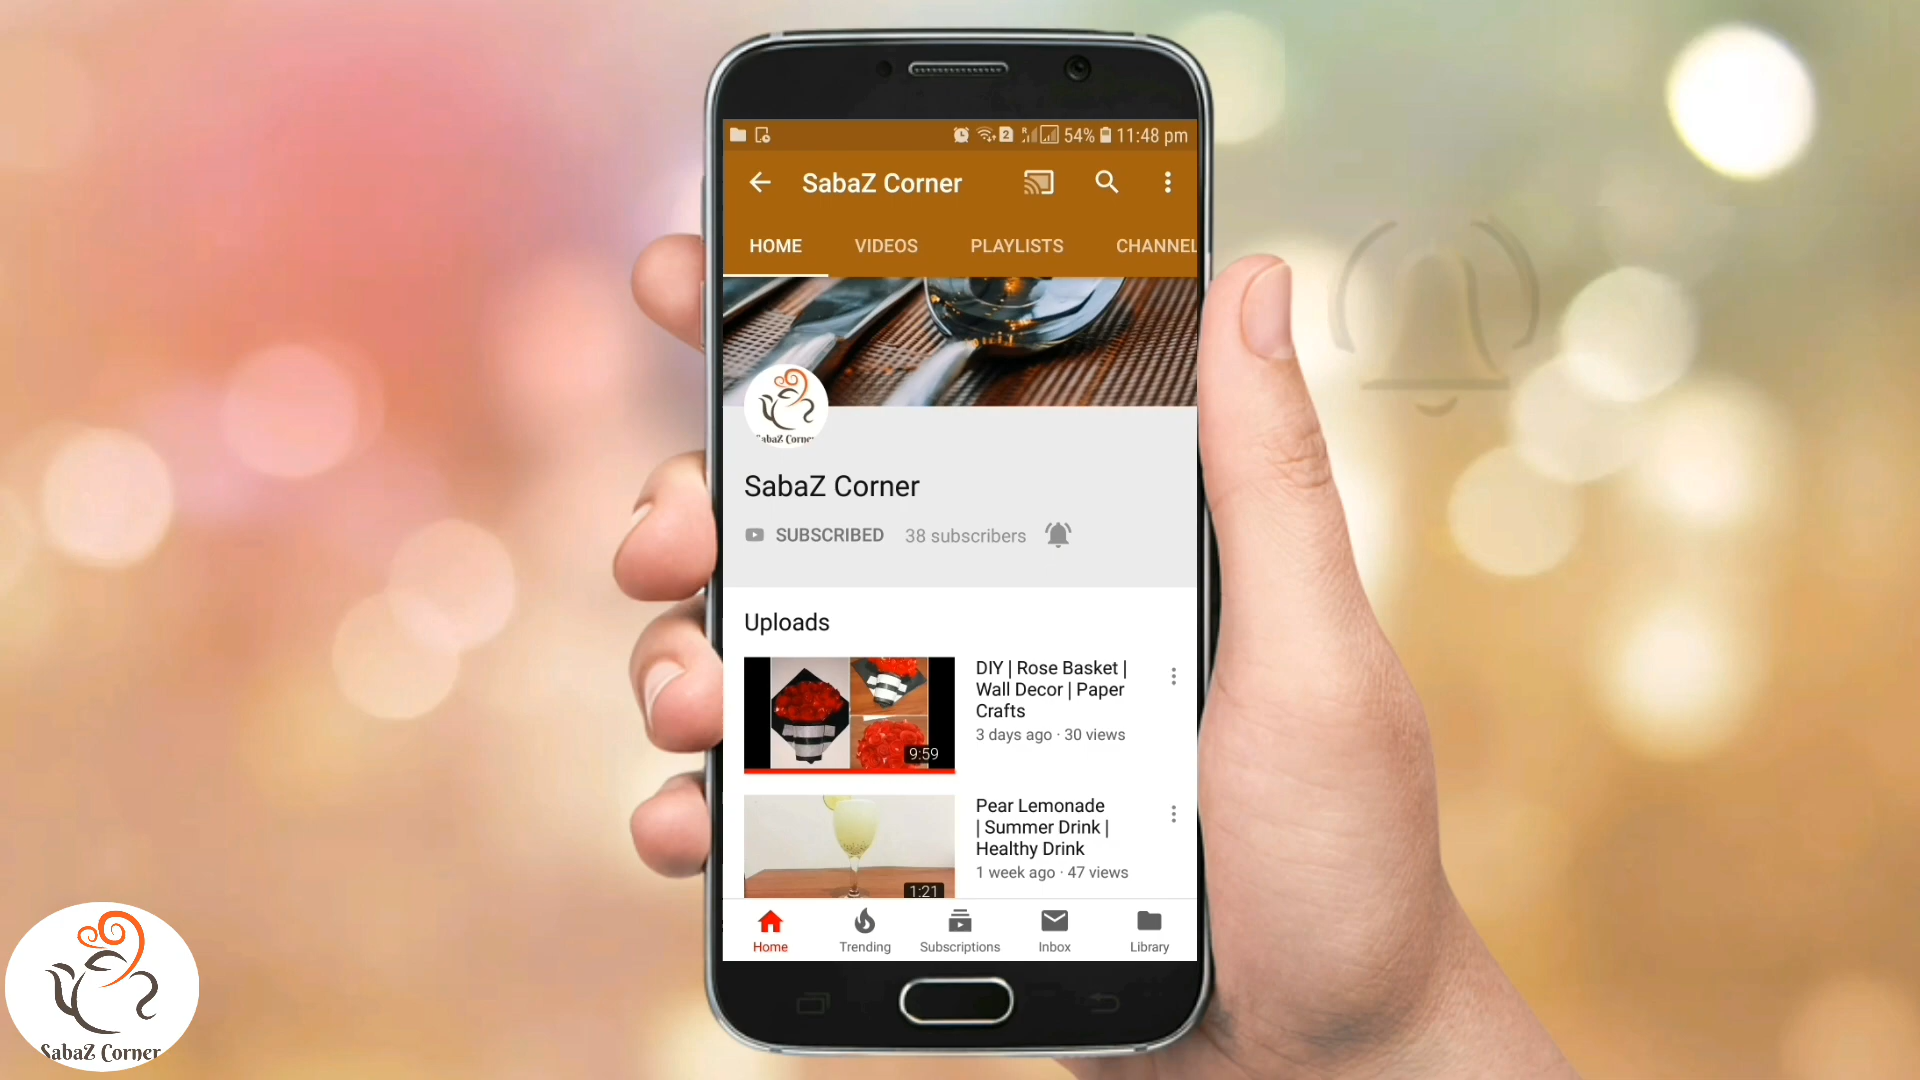 54% 11:48 pm
SabaZ Corner
HOME VIDEOS PLAYLISTS CHANNEL
SabaZ Corner
SabaZ Corner
SUBSCRIBED 38 subscribers
Uploads
DIY | Rose Basket |
Wall Decor | Paper
Crafts
3 days ago · 30 views
9:59
Pear Lemonade
| Summer Drink |
Healthy Drink
1 week ago · 47 views
1:21
Home Trending Subscriptions Inbox Library
SabaZ Corner